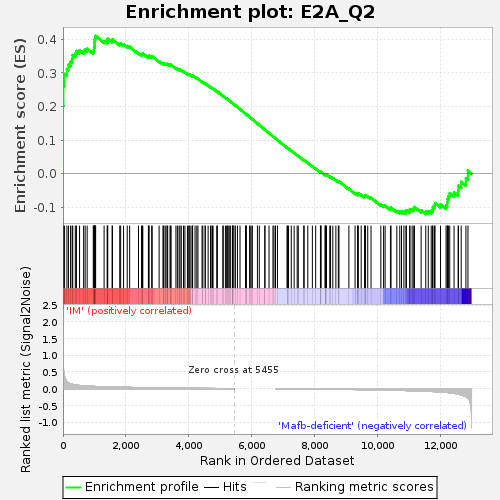 Enrichment plot: E2A_Q2
Enrichment score (ES)
0.4
0.3
0.2
0.1
0.0
-0.1
'IM' (positively correlated)
Ranked list metric (Signal2Noise)
2.5
2.0
1.5
1.0
0.5
0.0
-0.5
-1.0
Zero cross at 5455
'Mafb-deficient' (negatively correlated)
0
2,000
4,000
6,000
8,000
10,000
12,000
Rank in Ordered Dataset
Enrichment profile
Hits
Ranking metric scores